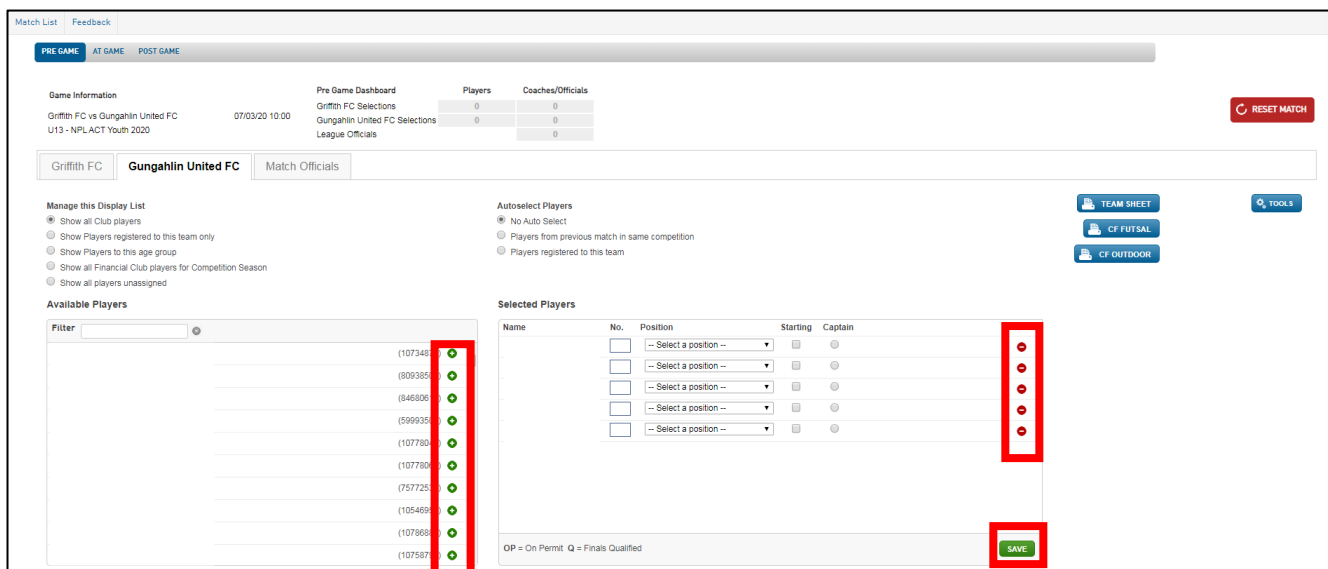 Match List Feedback
PRE GAME AT GAME POST GAME
Game Information
Griffith FC vs Gungahlin United FC 07/03/20 10:00
U13 - NPL ACT Youth 2020
Pre Game Dashboard Players Coaches/Officials
Griffith FC Selections 0 0
Gungahlin United FC Selections 0 0
League Officials 0
RESET MATCH
Griffith FC Gungahlin United FC Match Officials
Manage this Display List
Show all Club players
Show Players registered to this team only
Show Players to this age group
Show all Financial Club players for Competition Season
Show all players unassigned
Autoselect Players
No Auto Select
Players from previous match in same competition
Players registered to this team
TEAM SHEET
CF FUTSAL
CF OUTDOOR
TOOLS
Available Players
Filter
Selected Players
Name No. Position Starting Captain
-- Select a position --
-- Select a position --
-- Select a position --
-- Select a position --
-- Select a position --
OP = On Permit Q = Finals Qualified
SAVE